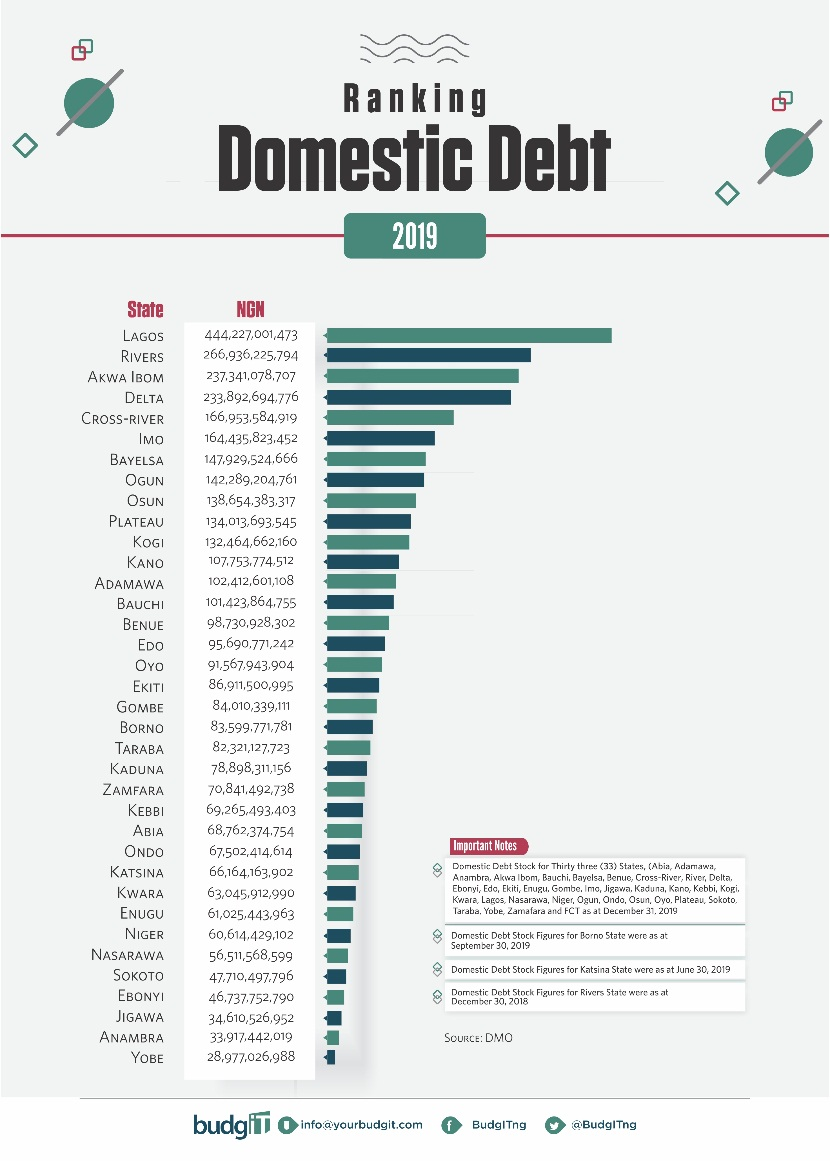 Ranking
Domestic Debt
2019
State NGN
LAGOS 444,227,001,473
RIVERS 266,936,225,794
AKWA IBOM 237,341,078,707
DELTA 233,892,694,776
CROSS-RIVER 166,953,584,919
IMO 164,435,823,452
BAYELSA 147,929,524,666
OGUN 142,289,204,761
OSUN 138,654,383,317
PLATEAU 134,013,693,545
KOGI 132,464,662,160
KANO 107,753,774,512
ADAMAWA 102,412,601,108
BAUCHI 101,423,864,755
BENUE 98,730,928,302
EDO 95,690,771,242
OYO 91,567,943,904
EKITI 86,911,500,995
GOMBE 84,010,339,111
BORNO 83,599,771,781
TARABA 82,321,127,723
KADUNA 78,898,311,156
ZAMFARA 70,841,492,738
KEBBI 69,265,493,403
ABIA 68,762,374,754
ONDO 67,502,414,614
KATSINA 66,164,163,902
KWARA 63,045,912,990
ENUGU 61,025,443,963
NIGER 60,614,429,102
NASARAWA 56,511,568,599
SOKOTO 47,710,497,796
EBONYI 46,737,752,790
JIGAWA 34,610,526,952
ANAMBRA 33,917,442,019
YOBE 28,977,026,988
Important Notes
Domestic Debt Stock for Thirty three (33) States, (Abia, Adamawa,
Anambra, Akwa Ibom, Bauchi, Bayelsa, Benue, Cross-River, River, Delta,
Ebonyi, Edo, Ekiti, Enugu, Gombe, Imo, Jigawa, Kaduna, Kano, Kebbi, Kogi,
Kwara, Lagos, Nasarawa, Niger, Ogun, Ondo, Osun, Oyo, Plateau, Sokoto,
Taraba, Yobe, Zamafara and FCT as at December 31, 2019
Domestic Debt Stock Figures for Borno State were as at
September 30, 2019
Domestic Debt Stock Figures for Katsina State were as at June 30, 2019
Domestic Debt Stock Figures for Rivers State were as at
December 30, 2018
SOURCE: DMO
budgIT info@yourbudgit.com BudgITng @BudgITng